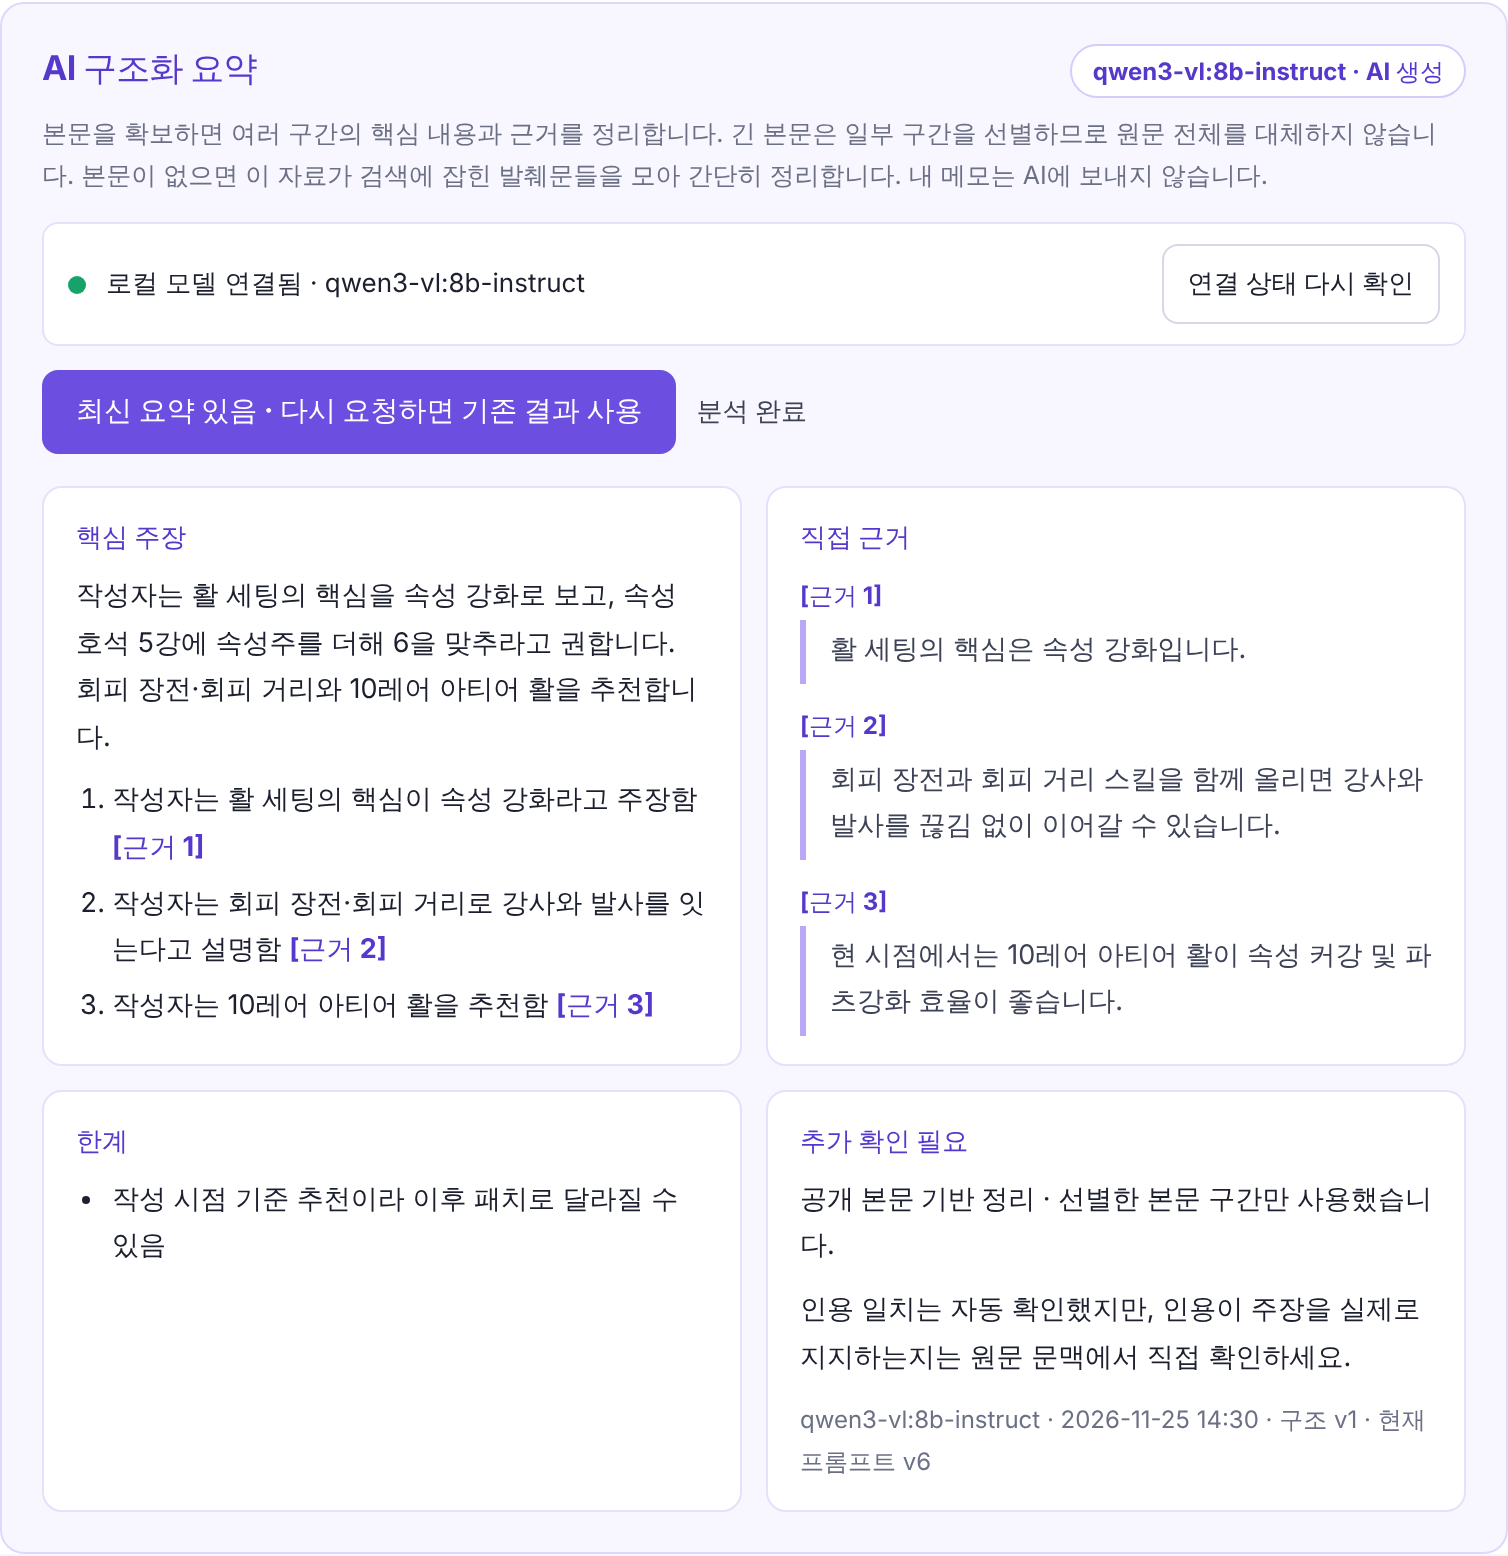 AI 구조화 요약
qwen3-vl:8b-instruct · AI 생성
본문을 확보하면 여러 구간의 핵심 내용과 근거를 정리합니다. 긴 본문은 일부 구간을 선별하므로 원문 전체를 대체하지 않습니
다. 본문이 없으면 이 자료가 검색에 잡힌 발췌문들을 모아 간단히 정리합니다. 내 메모는 AI에 보내지 않습니다.
로컬 모델 연결됨 · qwen3-vl:8b-instruct
연결 상태 다시 확인
최신 요약 있음 · 다시 요청하면 기존 결과 사용
분석 완료
핵심 주장
작성자는 활 세팅의 핵심을 속성 강화로 보고, 속성
호석 5강에 속성주를 더해 6을 맞추라고 권합니다.
회피 장전·회피 거리와 10레어 아티어 활을 추천합니
다.
1. 작성자는 활 세팅의 핵심이 속성 강화라고 주장함
[근거 1]
2. 작성자는 회피 장전·회피 거리로 강사와 발사를 잇
는다고 설명함 [근거 2]
3. 작성자는 10레어 아티어 활을 추천함 [근거 3]
직접 근거
[근거 1]
활 세팅의 핵심은 속성 강화입니다.
[근거 2]
회피 장전과 회피 거리 스킬을 함께 올리면 강사와
발사를 끊김 없이 이어갈 수 있습니다.
[근거 3]
현 시점에서는 10레어 아티어 활이 속성 커강 및 파
츠강화 효율이 좋습니다.
한계
• 작성 시점 기준 추천이라 이후 패치로 달라질 수
있음
추가 확인 필요
공개 본문 기반 정리 · 선별한 본문 구간만 사용했습니
다.
인용 일치는 자동 확인했지만, 인용이 주장을 실제로
지지하는지는 원문 문맥에서 직접 확인하세요.
qwen3-vl:8b-instruct · 2026-11-25 14:30 · 구조 v1 · 현재
프롬프트 v6